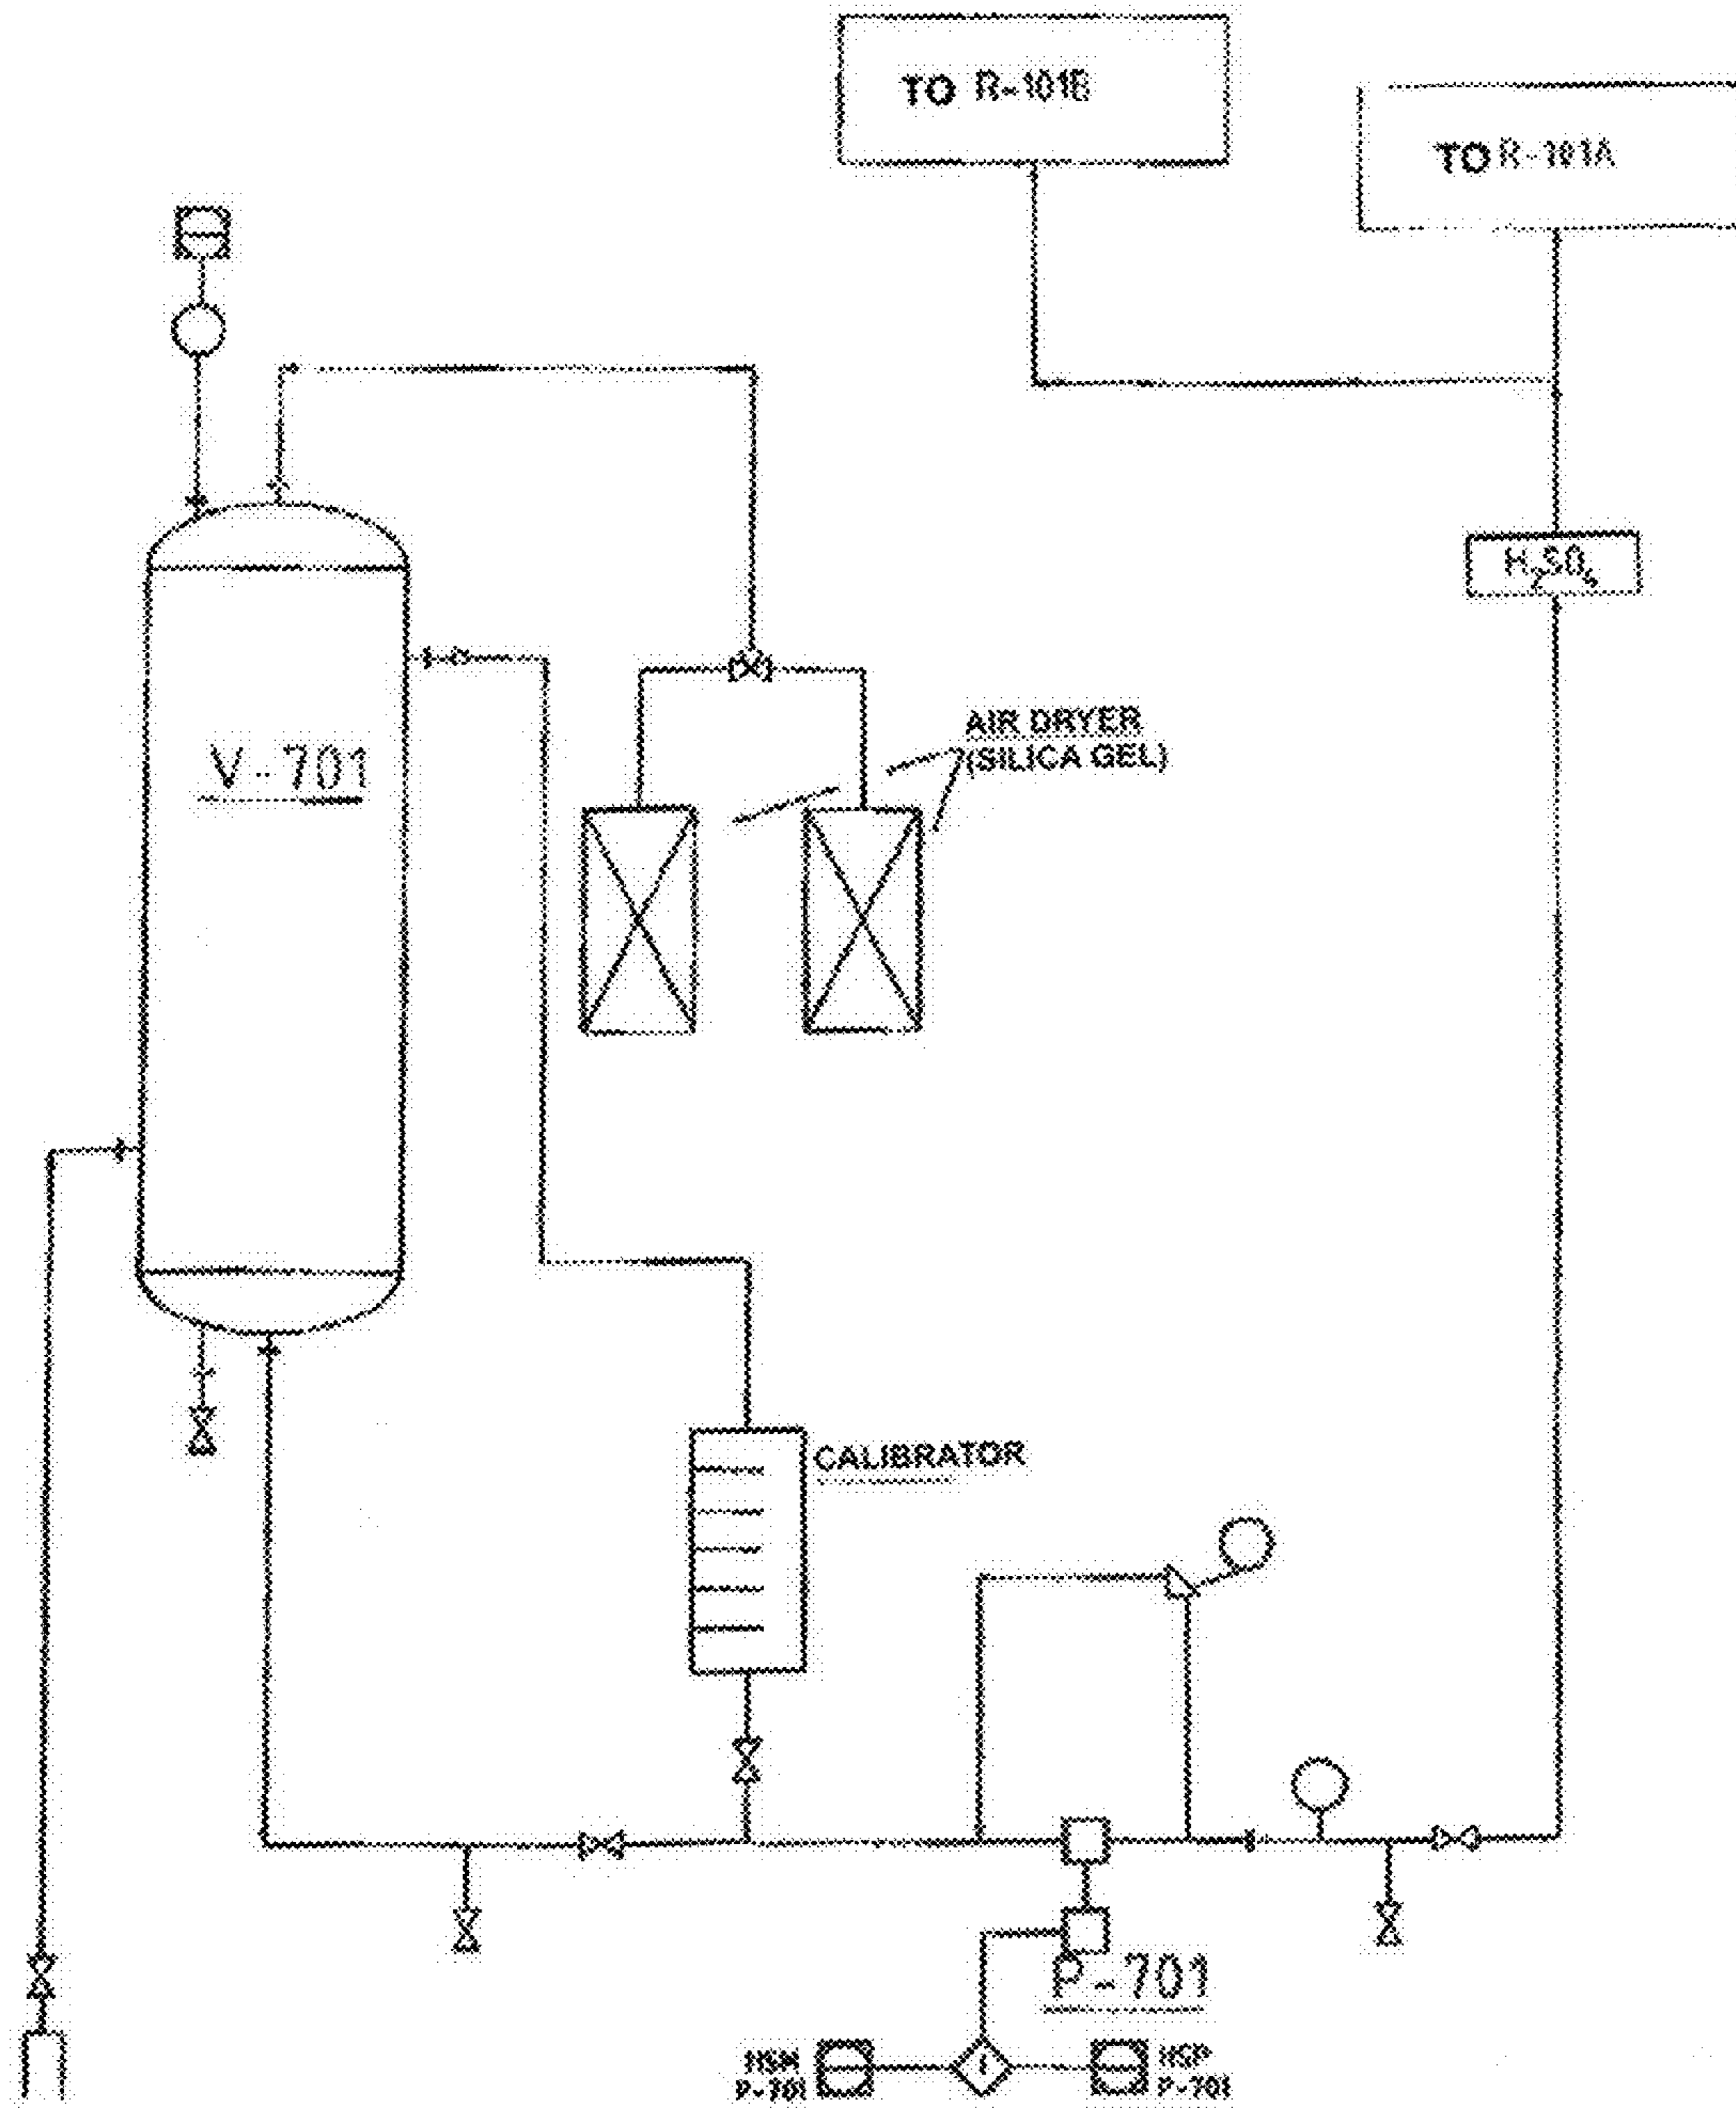 TO R-101B
TO R-101A
H2SO4
V-701
AIR DRYER
(SILICA GEL)
CALIBRATOR
P-701
HSM
P-701
I
HSP
P-701